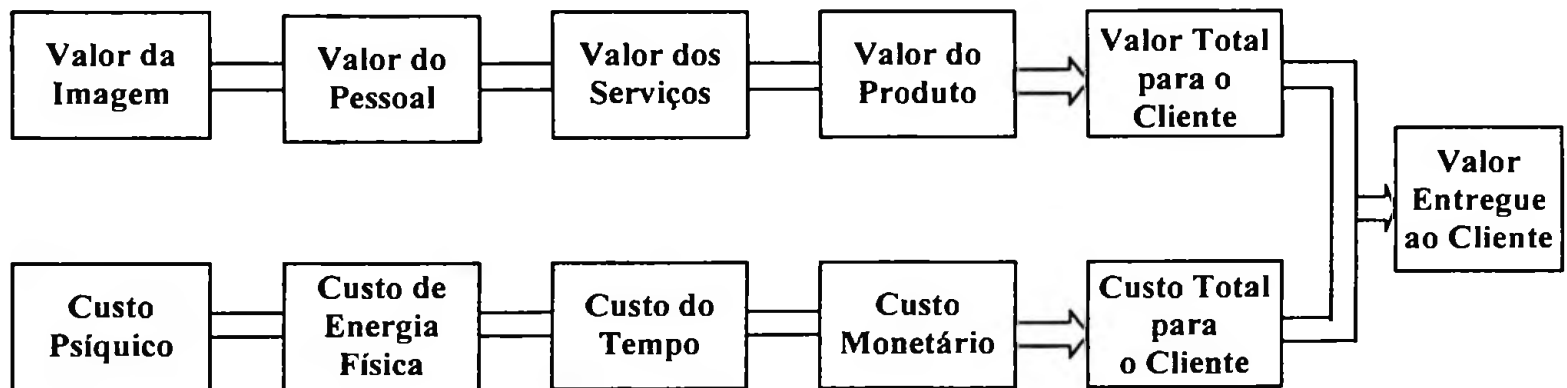 Valor da
Imagem
Valor do
Pessoal
Valor dos
Serviços
Valor do
Produto
Valor Total
para o
Cliente
Valor
Entregue
ao Cliente
Custo
Psíquico
Custo de
Energia
Física
Custo do
Tempo
Custo
Monetário
Custo Total
para
o Cliente